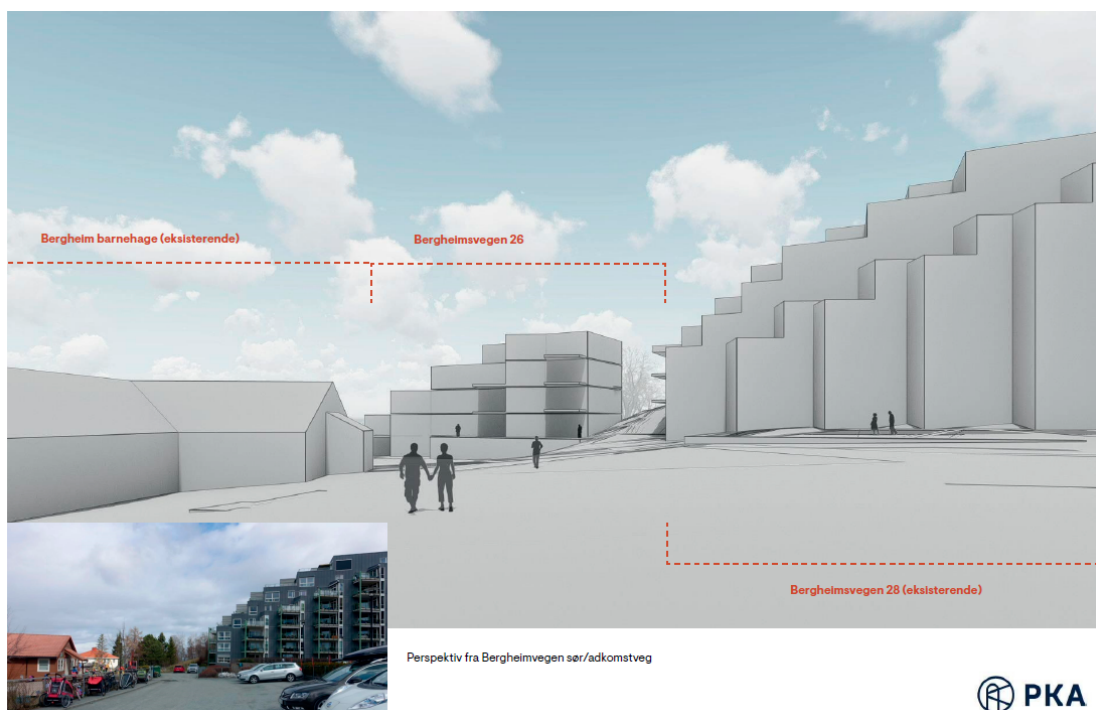 Bergheim barnehage (eksisterende)
Bergheimsvegen 26
Bergheimsvegen 28 (eksisterende)
Perspektiv fra Bergheimvegen sør/adkomstveg
PKA